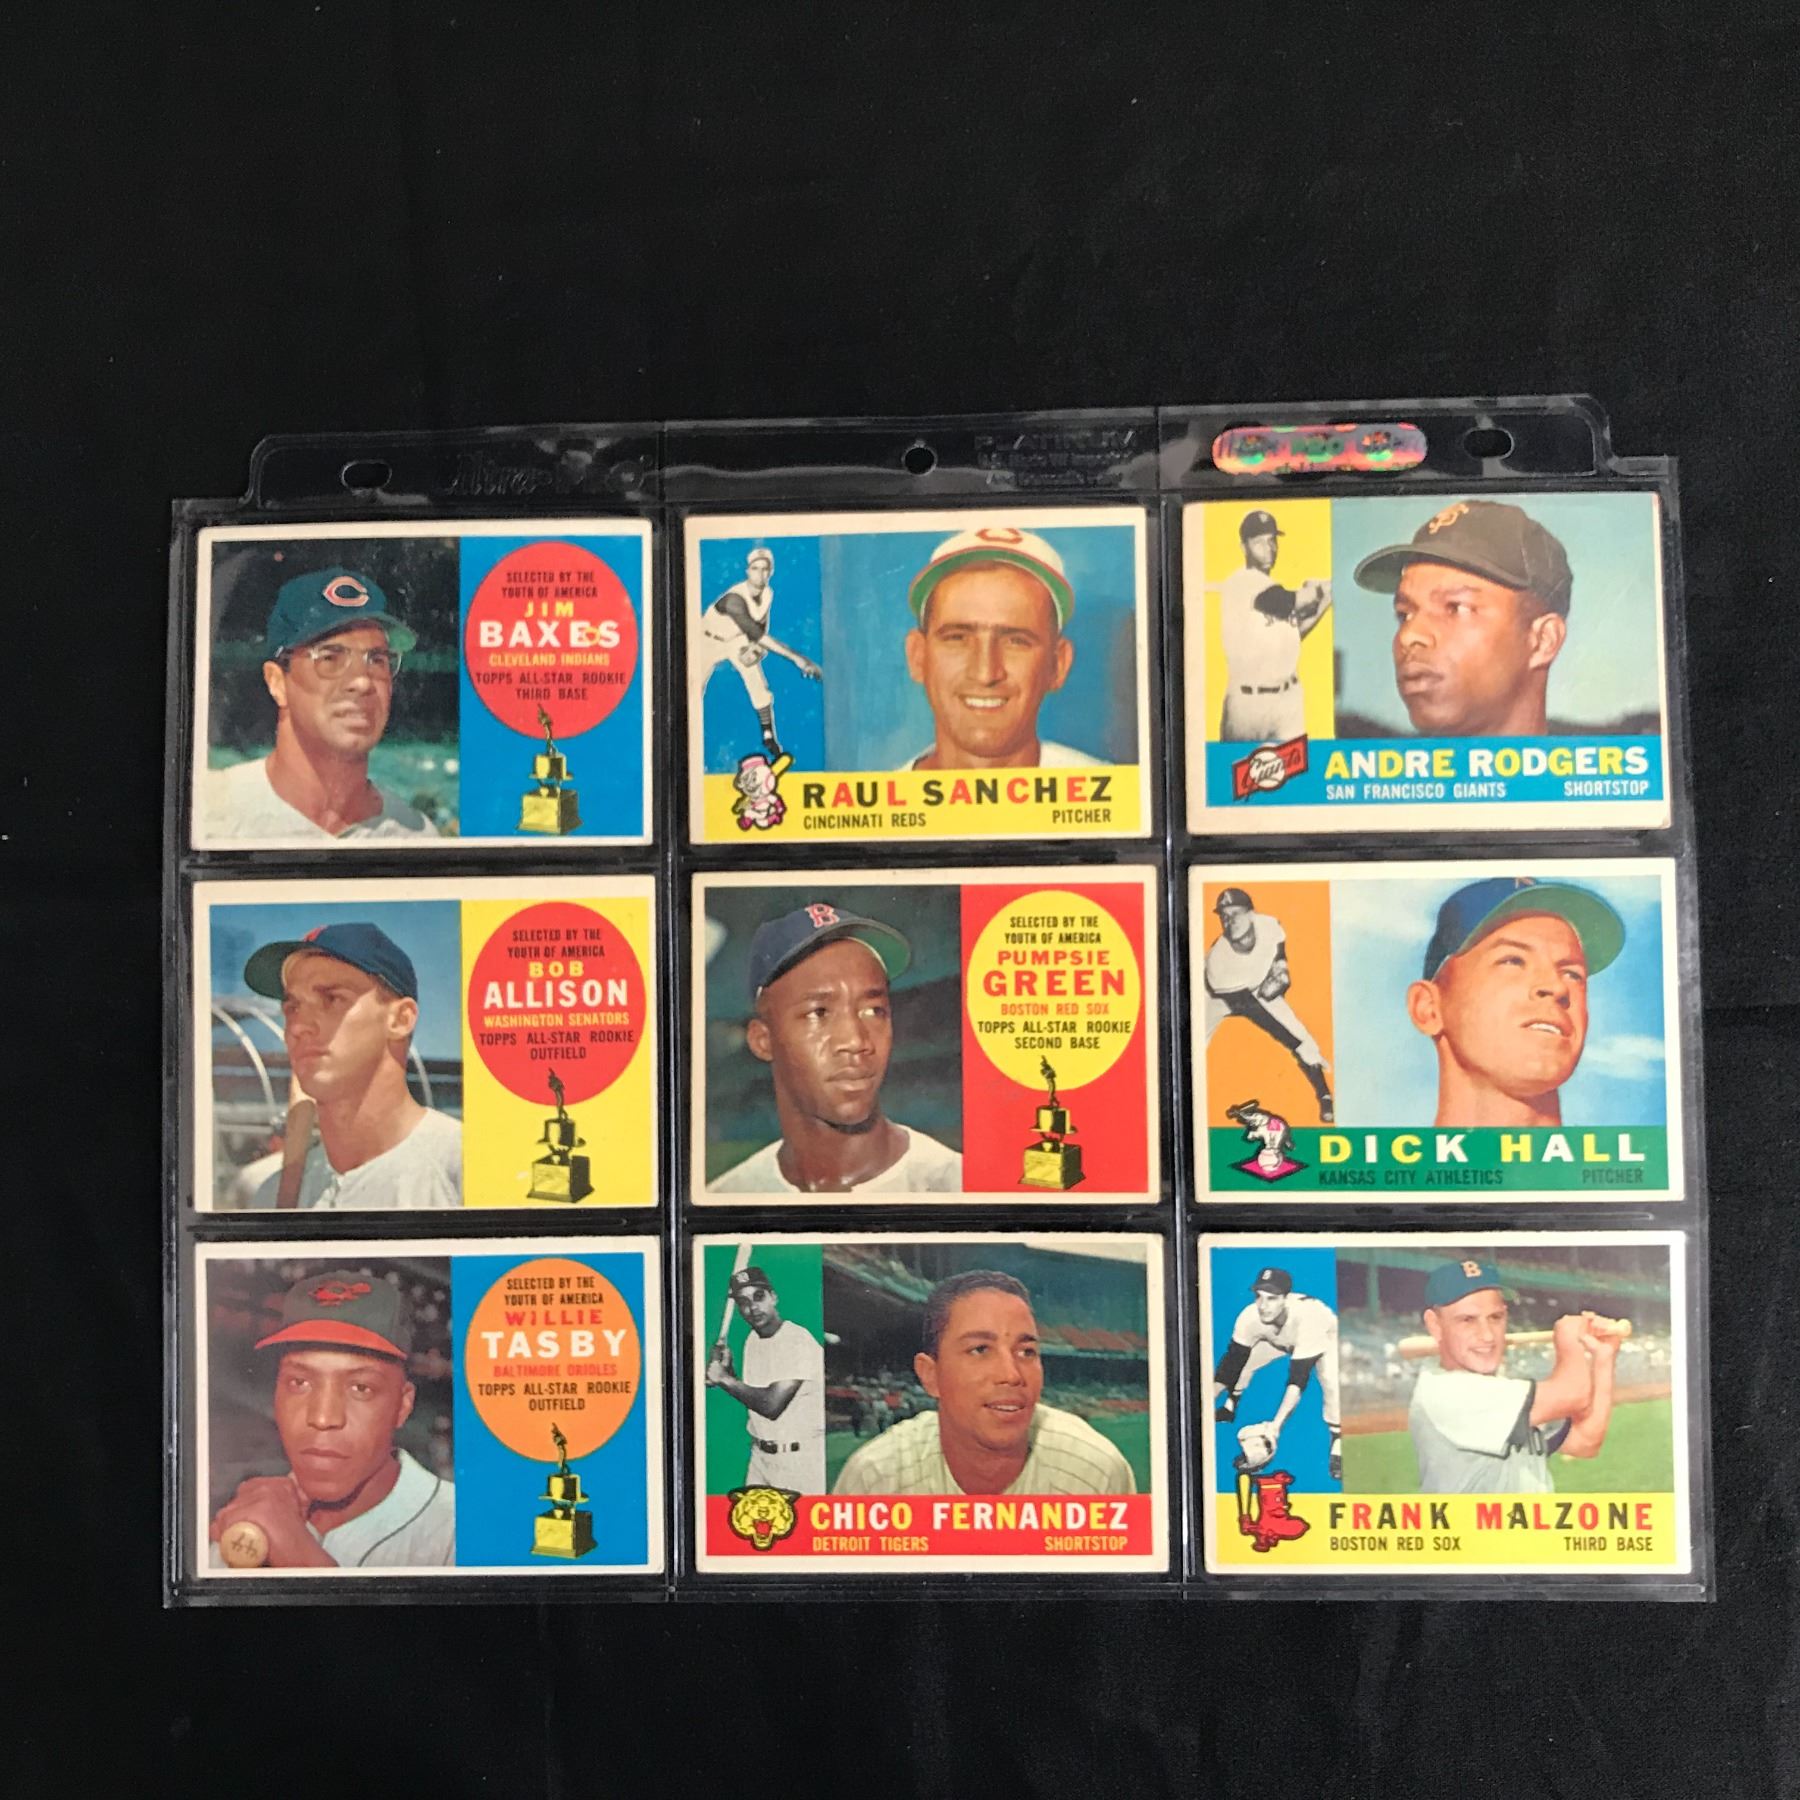 Ultra-PRO
PLATINUM
SELECTED BY THE
YOUTH OF AMERICA
JIM
BAXES
CLEVELAND INDIANS
TOPPS ALL-STAR ROOKIE
THIRD BASE
RAUL SANCHEZ
CINCINNATI REDS PITCHER
Giants
ANDRE RODGERS
SAN FRANCISCO GIANTS SHORTSTOP
SELECTED BY THE
YOUTH OF AMERICA
BOB
ALLISON
WASHINGTON SENATORS
TOPPS ALL-STAR ROOKIE
OUTFIELD
SELECTED BY THE
YOUTH OF AMERICA
PUMPSIE
GREEN
BOSTON RED SOX
TOPPS ALL-STAR ROOKIE
SECOND BASE
DICK HALL
KANSAS CITY ATHLETICS PITCHER
SELECTED BY THE
YOUTH OF AMERICA
WILLIE
TASBY
BALTIMORE ORIOLES
TOPPS ALL-STAR ROOKIE
OUTFIELD
CHICO FERNANDEZ
DETROIT TIGERS SHORTSTOP
FRANK MALZONE
BOSTON RED SOX THIRD BASE